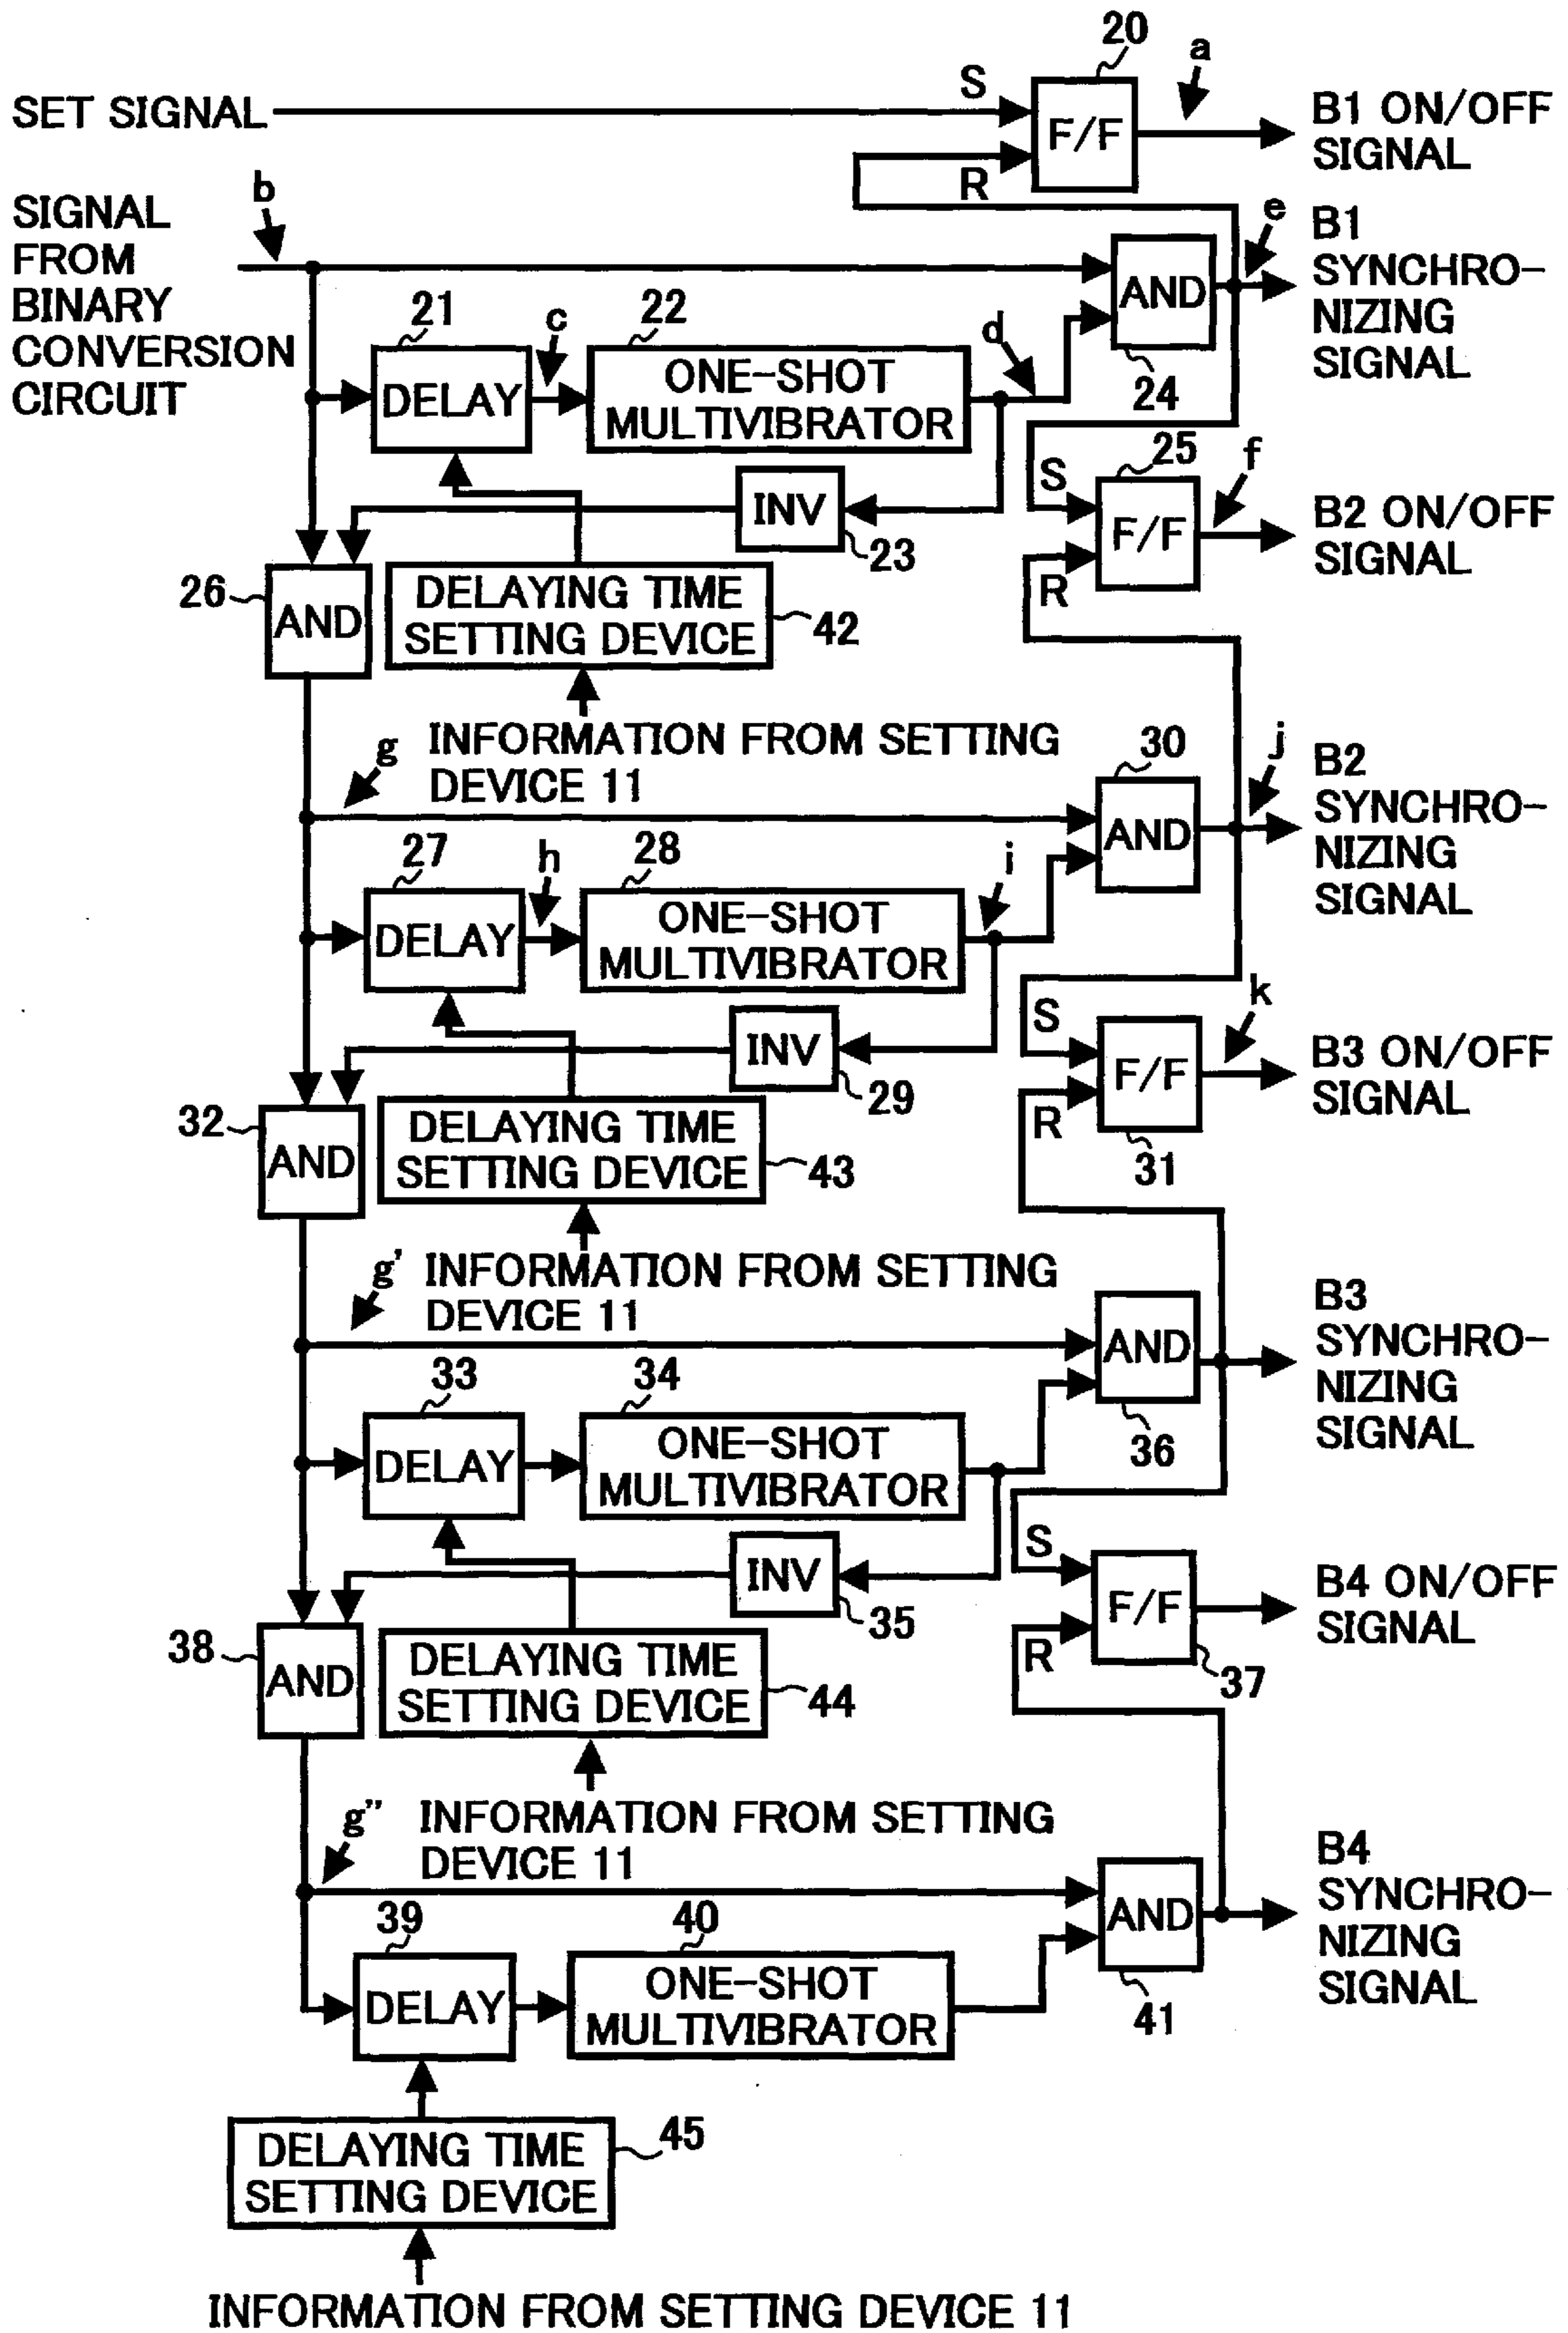 20
a
S
SET SIGNAL
F/F
B1 ON/OFF
SIGNAL
R
b
SIGNAL
FROM
BINARY
CONVERSION
CIRCUIT
e
B1
SYNCHRO-
NIZING
SIGNAL
AND
24
21
c
22
d
DELAY
ONE-SHOT
MULTIVIBRATOR
25
f
S
INV
23
F/F
B2 ON/OFF
SIGNAL
R
26
AND
DELAYING TIME
SETTING DEVICE
42
g
INFORMATION FROM SETTING
DEVICE 11
30
j
B2
SYNCHRO-
NIZING
SIGNAL
AND
27
h
28
i
DELAY
ONE-SHOT
MULTIVIBRATOR
S
k
INV
29
F/F
B3 ON/OFF
SIGNAL
R
31
32
AND
DELAYING TIME
SETTING DEVICE
43
g'
INFORMATION FROM SETTING
DEVICE 11
B3
SYNCHRO-
NIZING
SIGNAL
AND
36
33
34
DELAY
ONE-SHOT
MULTIVIBRATOR
S
INV
35
F/F
B4 ON/OFF
SIGNAL
R
37
38
AND
DELAYING TIME
SETTING DEVICE
44
g"
INFORMATION FROM SETTING
DEVICE 11
B4
SYNCHRO-
NIZING
SIGNAL
AND
41
39
40
DELAY
ONE-SHOT
MULTIVIBRATOR
DELAYING TIME
SETTING DEVICE
45
INFORMATION FROM SETTING DEVICE 11